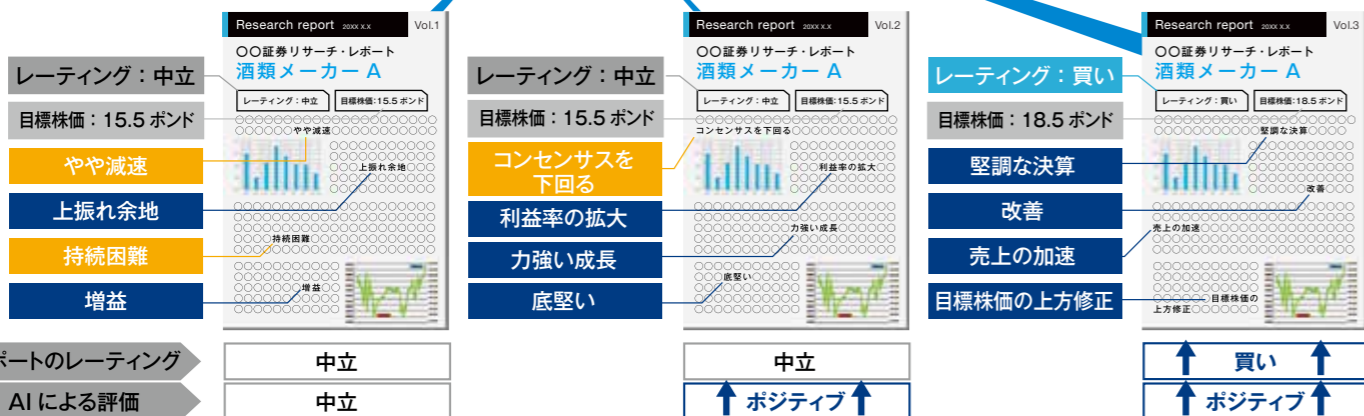 Research report 20XX X.X Vol.1
〇〇証券リサーチ・レポート
酒類メーカー A
レーティング：中立
目標株価:15.5 ポンド
やや減速
上振れ余地
持続困難
増益
レーティング：中立
目標株価：15.5 ポンド
やや減速
上振れ余地
持続困難
増益
Research report 20XX X.X Vol.2
〇〇証券リサーチ・レポート
酒類メーカー A
レーティング：中立
目標株価:15.5 ポンド
コンセンサスを下回る
利益率の拡大
力強い成長
底堅い
レーティング：中立
目標株価：15.5 ポンド
コンセンサスを
下回る
利益率の拡大
力強い成長
底堅い
Research report 20XX X.X Vol.3
〇〇証券リサーチ・レポート
酒類メーカー A
レーティング：買い
目標株価:18.5 ポンド
堅調な決算
改善
売上の加速
目標株価の
上方修正
レーティング：買い
目標株価：18.5 ポンド
堅調な決算
改善
売上の加速
目標株価の上方修正
ポートのレーティング
中立
中立
買い
AI による評価
中立
ポジティブ
ポジティブ